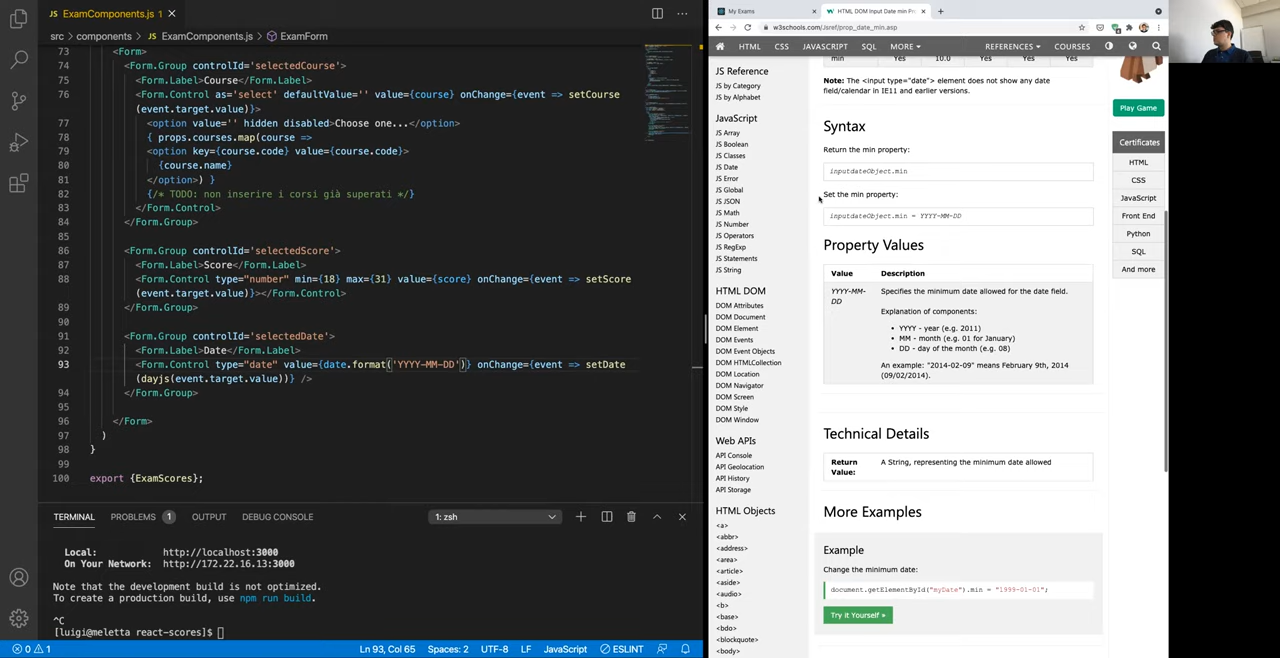 ExamComponents.js 1
src > components > ExamComponents.js > ExamForm
73 <Form>
74 <Form.Group controlId='selectedCourse'>
75 <Form.Label>Course</Form.Label>
76 <Form.Control as='select' defaultValue='' value={course} onChange={event => setCourse
(event.target.value)}>
77 <option value='' hidden disabled>Choose one...</option>
78 { props.courses.map(course =>
79 <option key={course.code} value={course.code}>
80 {course.name}
81 </option>) }
82 {/* TODO: non inserire i corsi già superati */}
83 </Form.Control>
84 </Form.Group>
85
86 <Form.Group controlId='selectedScore'>
87 <Form.Label>Score</Form.Label>
88 <Form.Control type="number" min={18} max={31} value={score} onChange={event => setScore
(event.target.value)}></Form.Control>
89 </Form.Group>
90
91 <Form.Group controlId='selectedDate'>
92 <Form.Label>Date</Form.Label>
93 <Form.Control type="date" value={date.format('YYYY-MM-DD')} onChange={event => setDate
(dayjs(event.target.value))} />
94 </Form.Group>
95
96 </Form>
97 )
98 }
99
100 export {ExamScores};
TERMINAL PROBLEMS 1 OUTPUT DEBUG CONSOLE 1: zsh
Local: http://localhost:3000
On Your Network: http://172.22.16.13:3000
Note that the development build is not optimized.
To create a production build, use npm run build.
^C
[luigi@meletta react-scores]$
0 1 Ln 93, Col 65 Spaces: 2 UTF-8 LF JavaScript ESLINT
My Exams HTML DOM Input Date min Pr
w3schools.com/jsref/prop_date_min.asp
HTML CSS JAVASCRIPT SQL MORE REFERENCES COURSES
JS Reference
JS by Category
JS by Alphabet
JavaScript
JS Array
JS Boolean
JS Classes
JS Date
JS Error
JS Global
JS JSON
JS Math
JS Number
JS Operators
JS RegExp
JS Statements
JS String
HTML DOM
DOM Attributes
DOM Document
DOM Element
DOM Events
DOM Event Objects
DOM HTMLCollection
DOM Location
DOM Navigator
DOM Screen
DOM Style
DOM Window
Web APIs
API Console
API Geolocation
API History
API Storage
HTML Objects
<a>
<abbr>
<address>
<area>
<article>
<aside>
<audio>
<b>
<base>
<bdo>
<blockquote>
<body>
min Yes 10.0 Yes Yes Yes
Note: The <input type="date"> element does not show any date
field/calendar in IE11 and earlier versions.
Syntax
Return the min property:
inputdateObject.min
Set the min property:
inputdateObject.min = YYYY-MM-DD
Property Values
Value Description
YYYY-MM-
DD
Specifies the minimum date allowed for the date field.
Explanation of components:
• YYYY - year (e.g. 2011)
• MM - month (e.g. 01 for January)
• DD - day of the month (e.g. 08)
An example: "2014-02-09" means February 9th, 2014
(09/02/2014).
Technical Details
Return
Value:
A String, representing the minimum date allowed
More Examples
Example
Change the minimum date:
document.getElementById("myDate").min = "1999-01-01";
Try it Yourself »
Play Game
Certificates
HTML
CSS
JavaScript
Front End
Python
SQL
And more